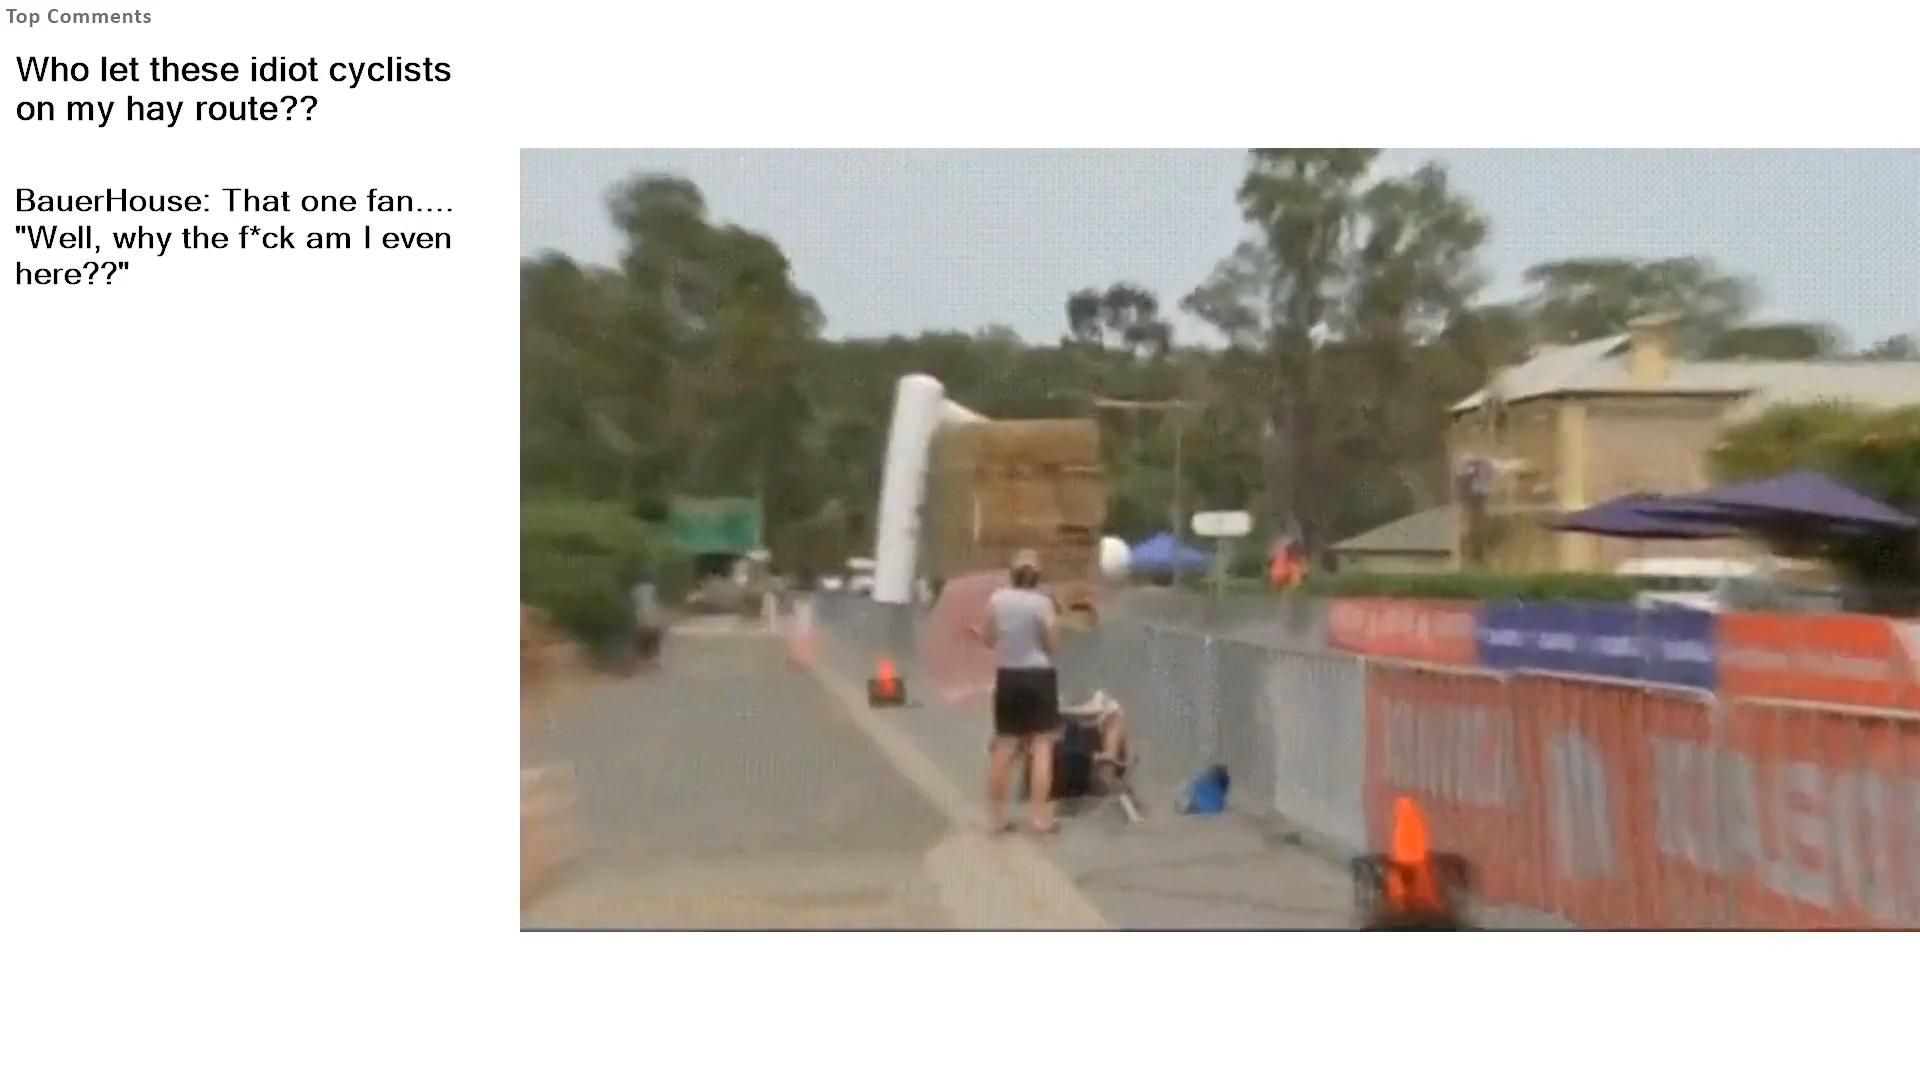 Top Comments
Who let these idiot cyclists
on my hay route??
BauerHouse: That one fan....
"Well, why the f*ck am I even
here??"